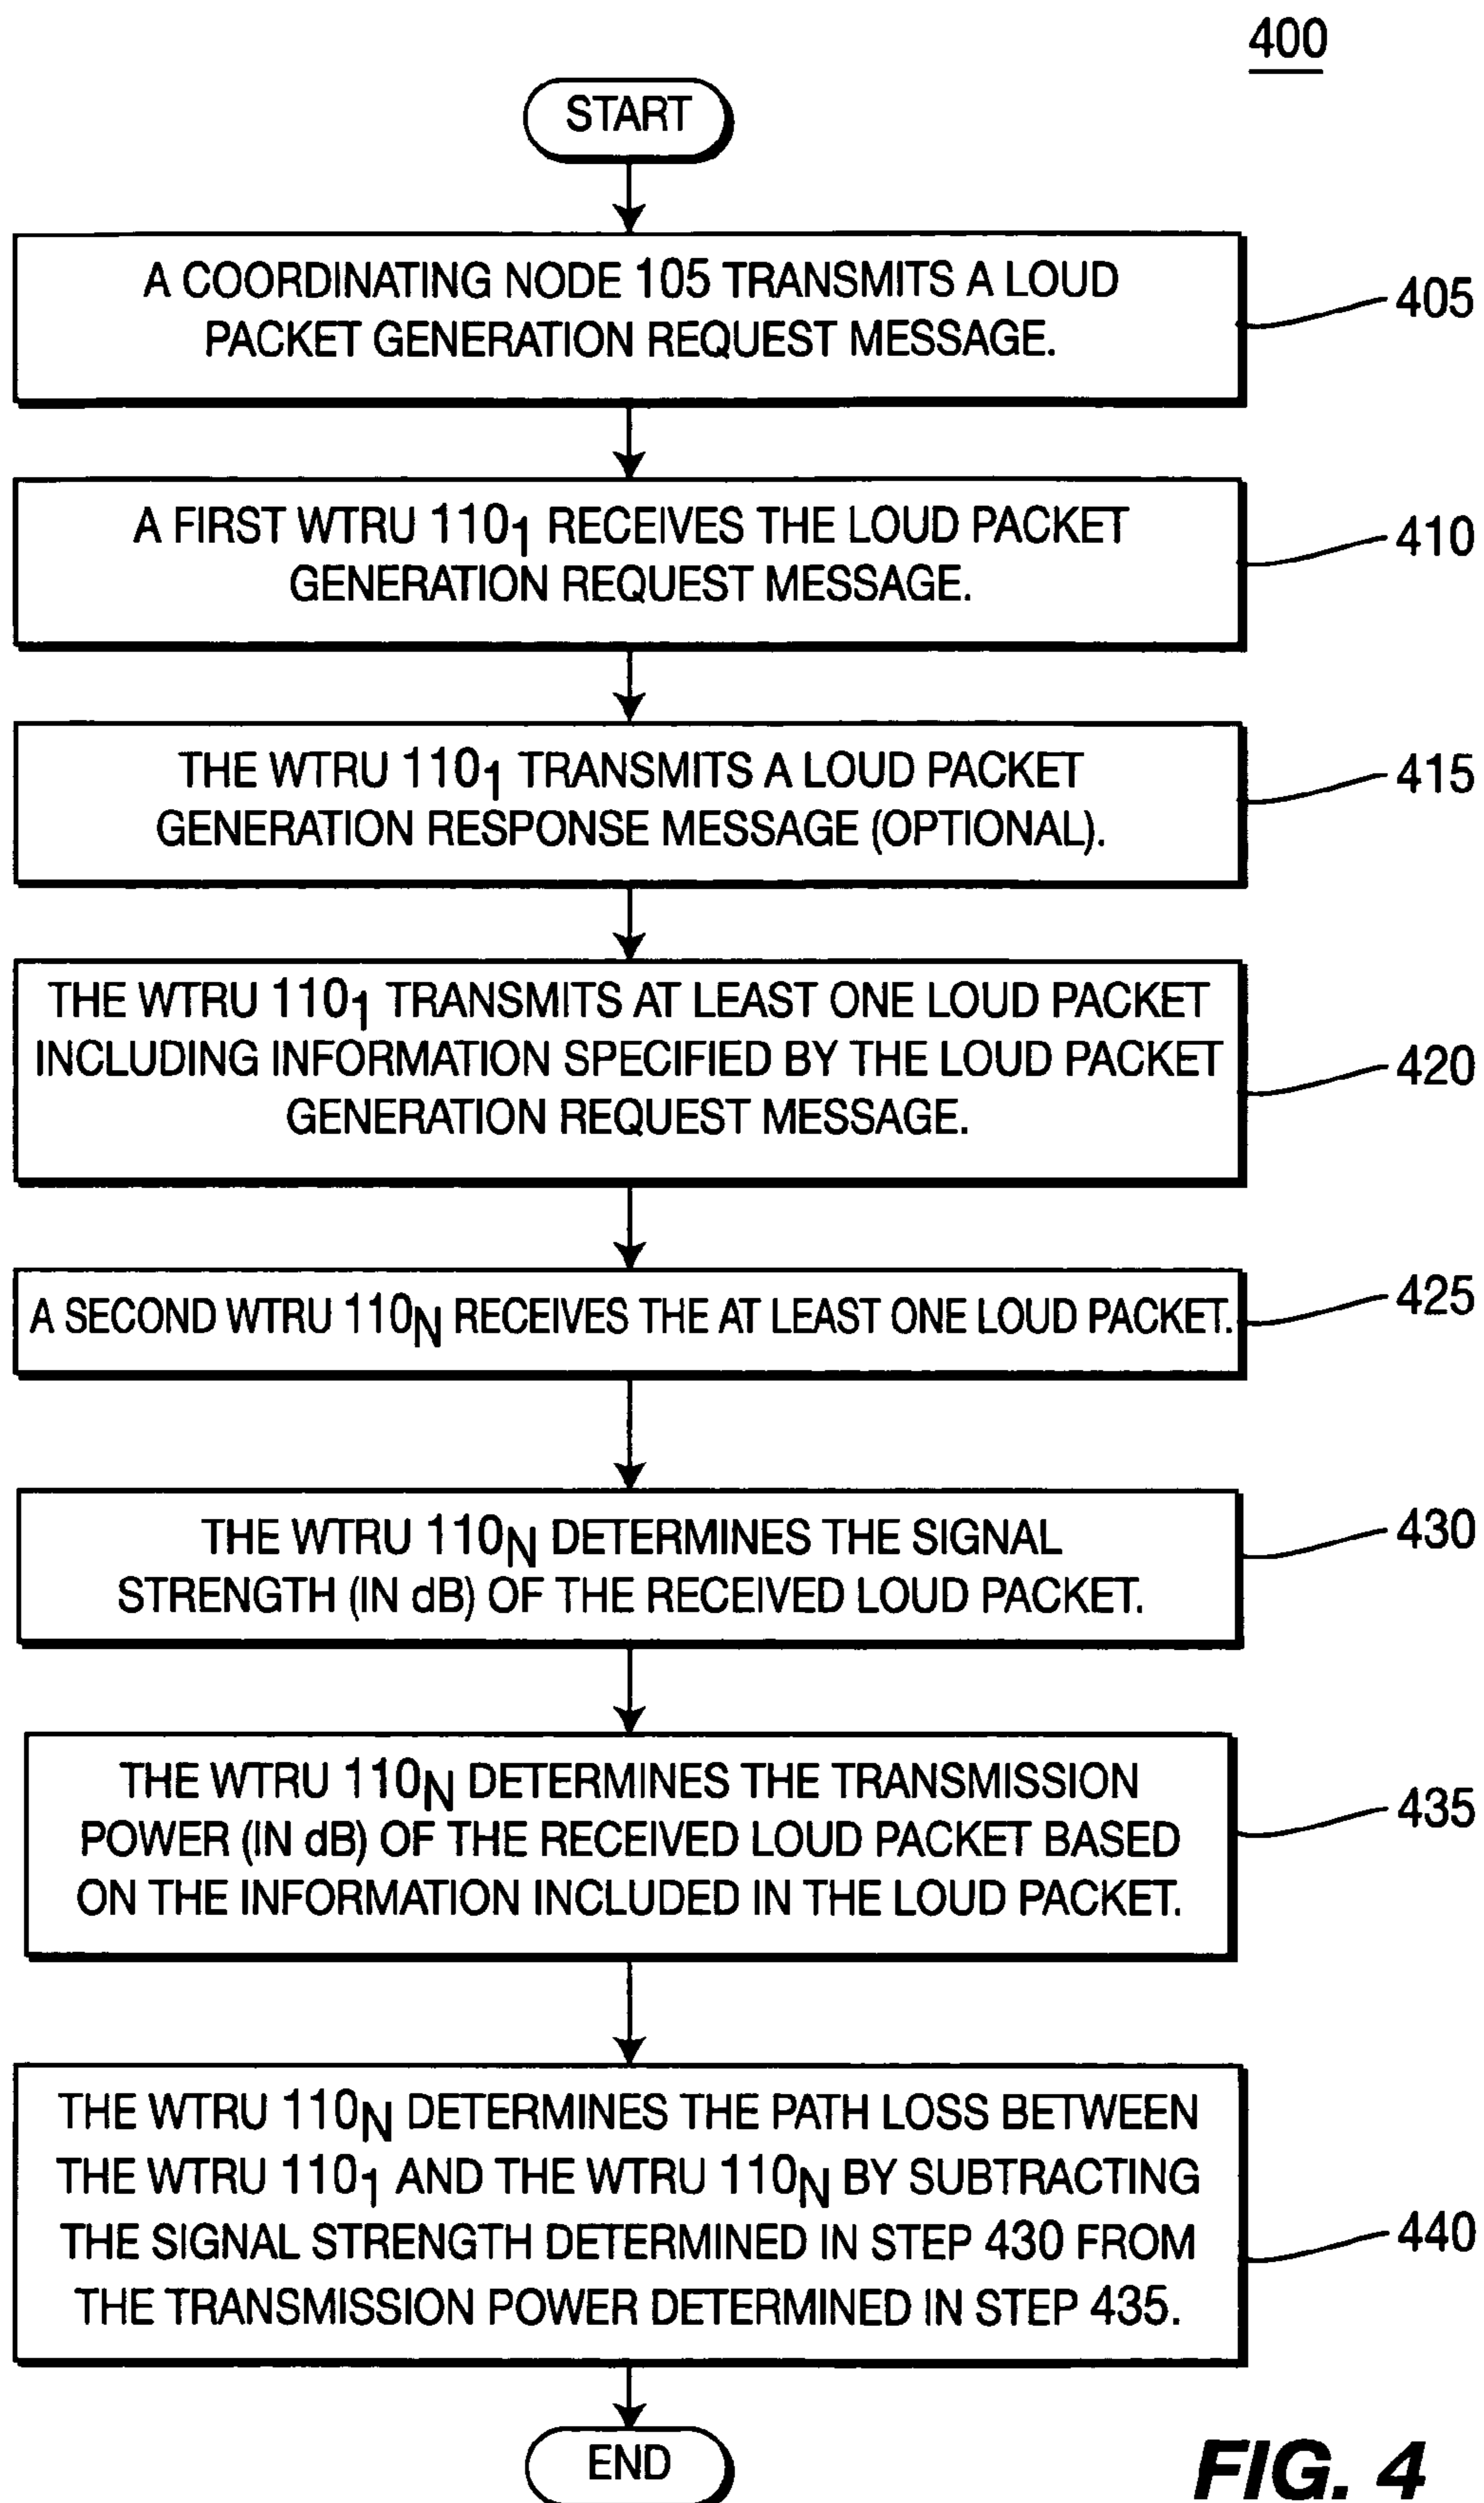 400
START
A COORDINATING NODE 105 TRANSMITS A LOUD
PACKET GENERATION REQUEST MESSAGE.
405
A FIRST WTRU 110₁ RECEIVES THE LOUD PACKET
GENERATION REQUEST MESSAGE.
410
THE WTRU 110₁ TRANSMITS A LOUD PACKET
GENERATION RESPONSE MESSAGE (OPTIONAL).
415
THE WTRU 110₁ TRANSMITS AT LEAST ONE LOUD PACKET
INCLUDING INFORMATION SPECIFIED BY THE LOUD PACKET
GENERATION REQUEST MESSAGE.
420
A SECOND WTRU 110N RECEIVES THE AT LEAST ONE LOUD PACKET.
425
THE WTRU 110N DETERMINES THE SIGNAL
STRENGTH (IN dB) OF THE RECEIVED LOUD PACKET.
430
THE WTRU 110N DETERMINES THE TRANSMISSION
POWER (IN dB) OF THE RECEIVED LOUD PACKET BASED
ON THE INFORMATION INCLUDED IN THE LOUD PACKET.
435
THE WTRU 110N DETERMINES THE PATH LOSS BETWEEN
THE WTRU 110₁ AND THE WTRU 110N BY SUBTRACTING
THE SIGNAL STRENGTH DETERMINED IN STEP 430 FROM
THE TRANSMISSION POWER DETERMINED IN STEP 435.
440
END
FIG. 4